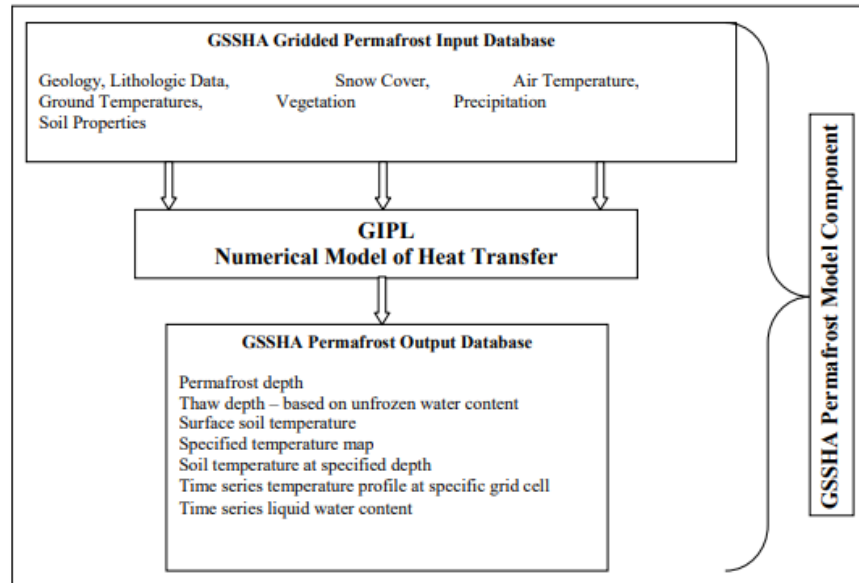 GSSHA Gridded Permafrost Input Database
Geology, Lithologic Data, Snow Cover, Air Temperature,
Ground Temperatures, Vegetation Precipitation
Soil Properties
GIPL
Numerical Model of Heat Transfer
GSSHA Permafrost Output Database
Permafrost depth
Thaw depth – based on unfrozen water content
Surface soil temperature
Specified temperature map
Soil temperature at specified depth
Time series temperature profile at specific grid cell
Time series liquid water content
GSSHA Permafrost Model Component